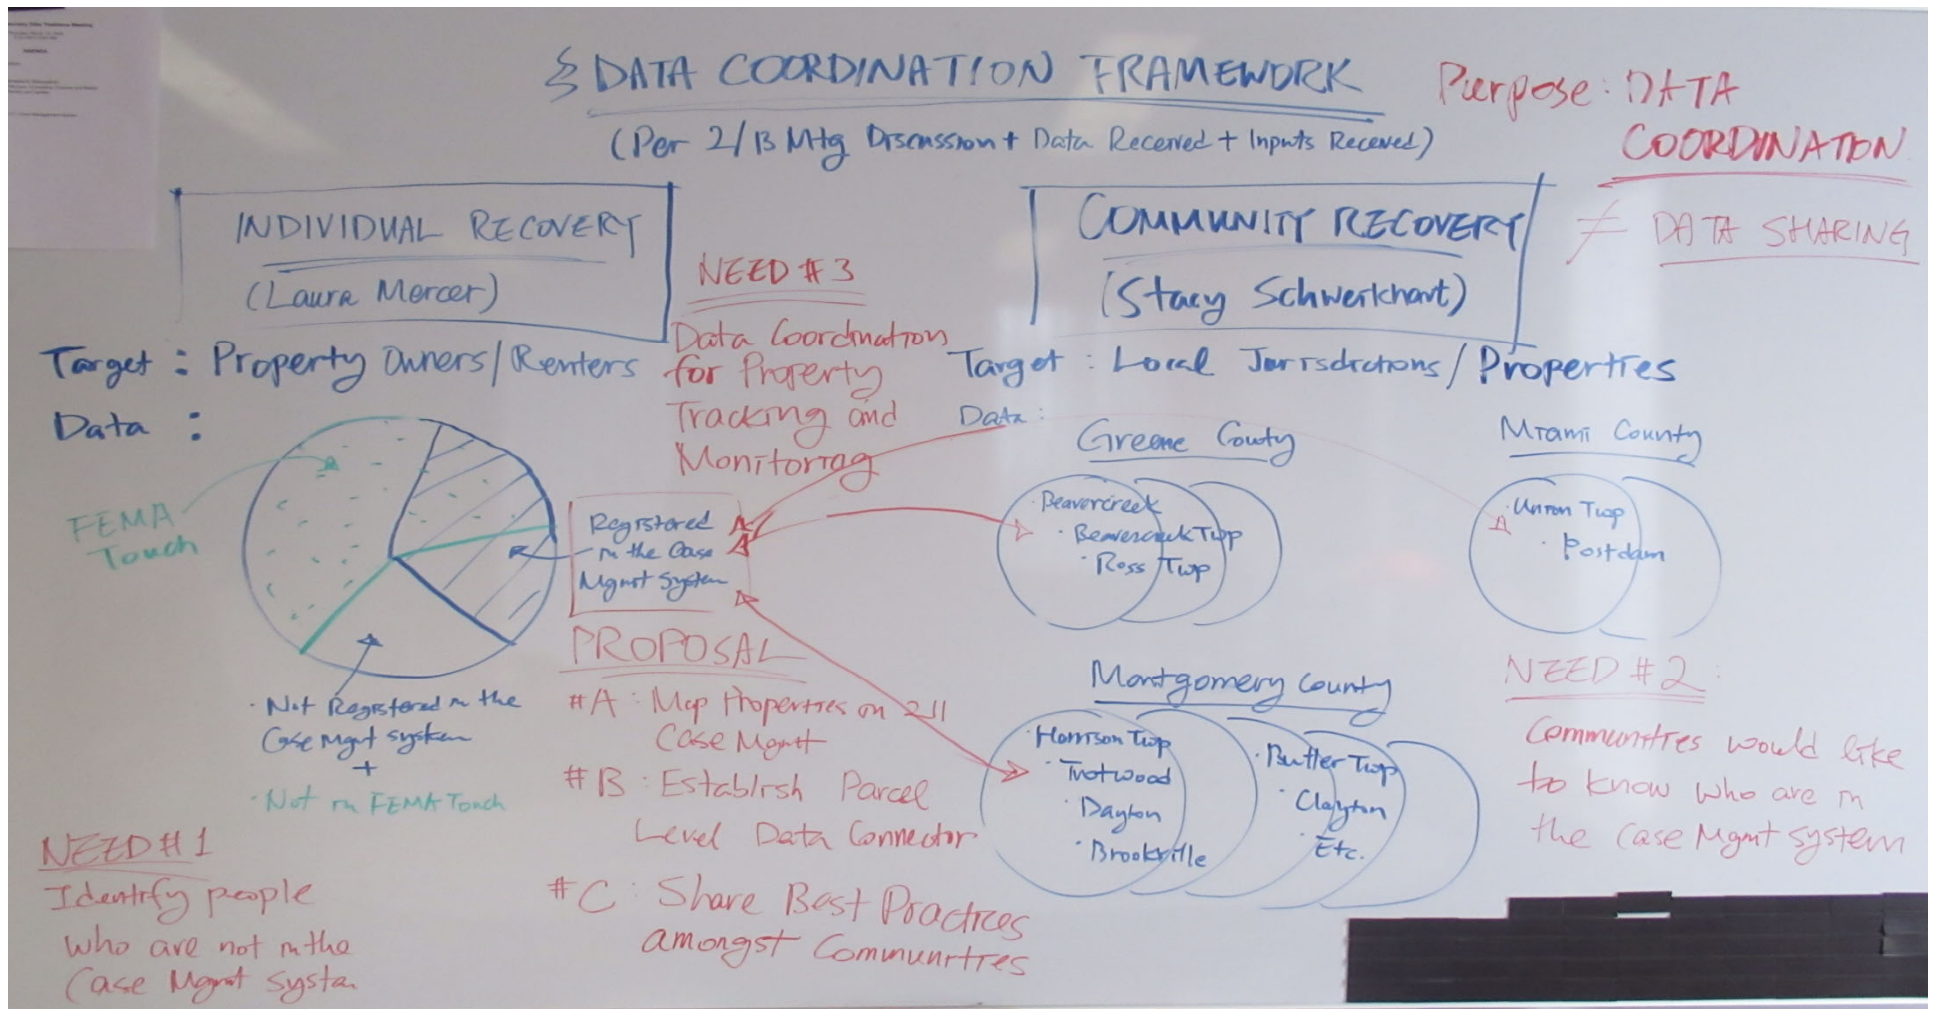 DATA COORDINATION FRAMEWORK
(Per 2/13 Mtg Discussion + Data Received + Inputs Received)
Purpose: DATA
COORDINATION
≠ DATA SHARING
INDIVIDUAL RECOVERY
(Laura Mercer)
Target: Property Owners/Renters
Data:
FEMA
Touch
Registered
in the Case
Mgmt System
· Not Registered in the
Case Mgmt system
+
· Not in FEMA Touch
NEED #1
Identify people
who are not in the
Case Mgmt system
NEED #3
Data Coordination
for Property
Tracking and
Monitoring
PROPOSAL
#A: Map Properties on 211
Case Mgmt
#B: Establish Parcel
Level Data Connector
#C: Share Best Practices
amongst Communities
COMMUNITY RECOVERY
(Stacy Schweikhart)
Target: Local Jurisdictions/Properties
Data:
Greene County
· Beavercreek
· Beavercreek Twp
· Ross Twp
Miami County
· Union Twp
· Postdam
Montgomery County
· Harrison Twp
· Trotwood
· Dayton
· Brookville
· Butler Twp
· Clayton
· Etc.
NEED #2:
Communities would like
to know who are in
the Case Mgmt system